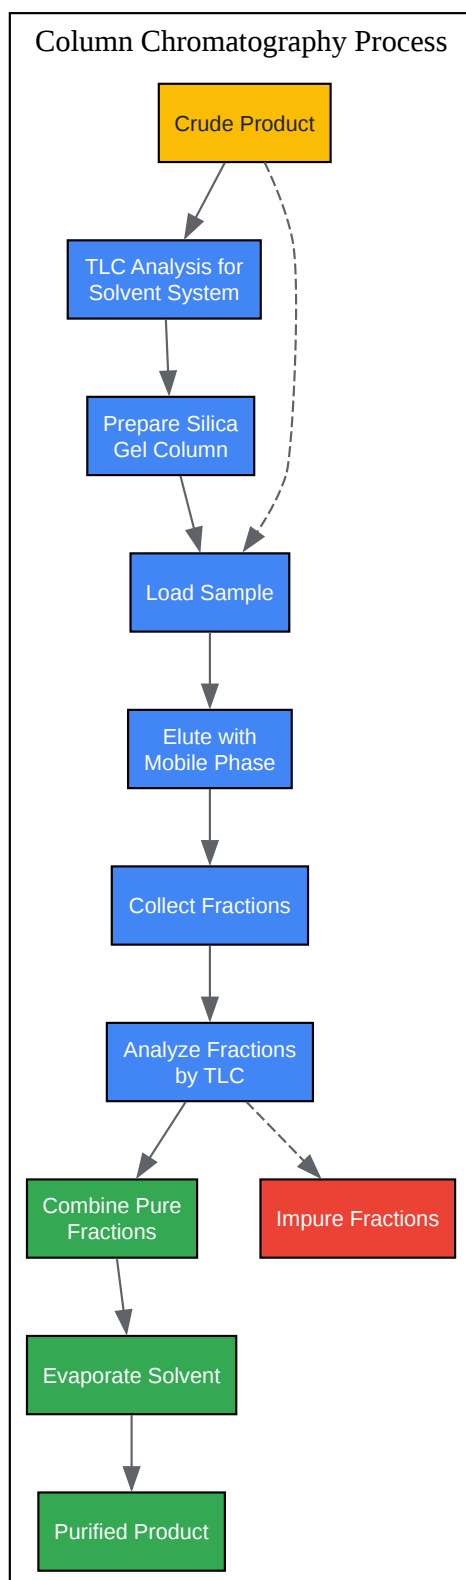 Column Chromatography Process
Crude Product
TLC Analysis for
Solvent System
Prepare Silica
Gel Column
Load Sample
Elute with
Mobile Phase
Collect Fractions
Analyze Fractions
by TLC
Combine Pure
Fractions
Impure Fractions
Evaporate Solvent
Purified Product